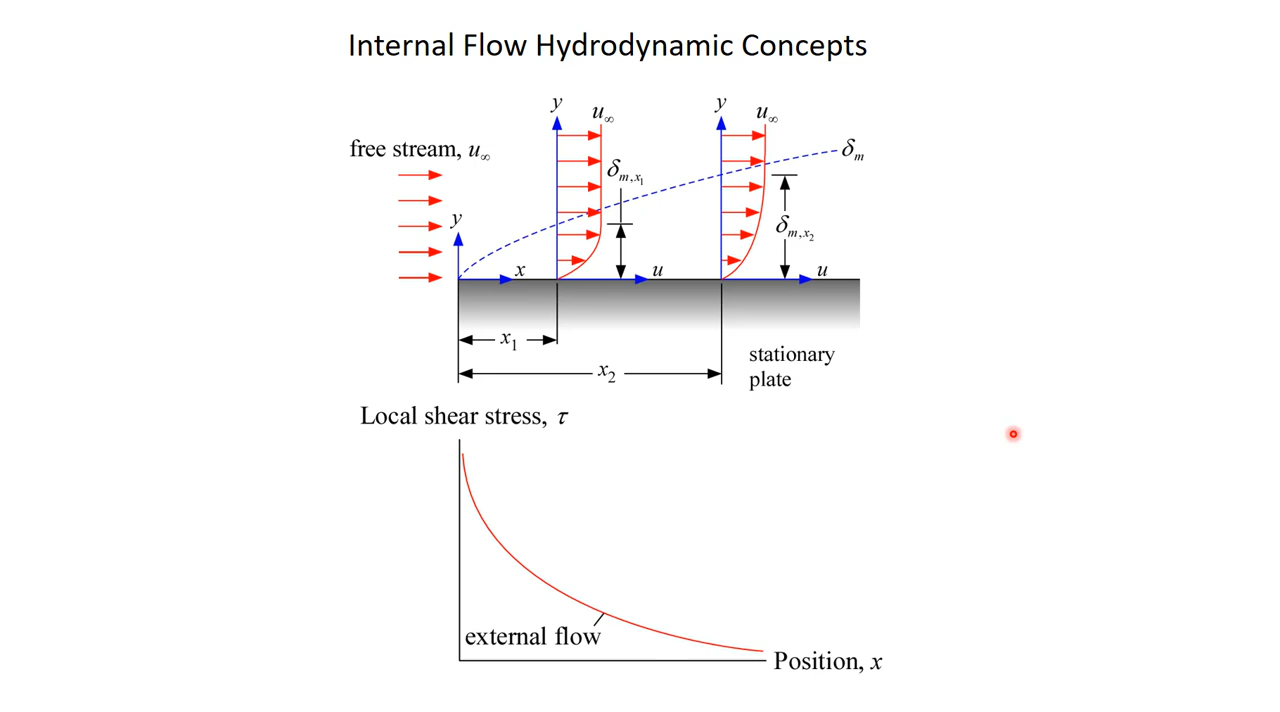 Internal Flow Hydrodynamic Concepts
y u∞ y u∞
free stream, u∞ δm
δm,x1
y
δm,x2
x u u
x1
x2
stationary
plate
Local shear stress, τ
external flow
Position, x